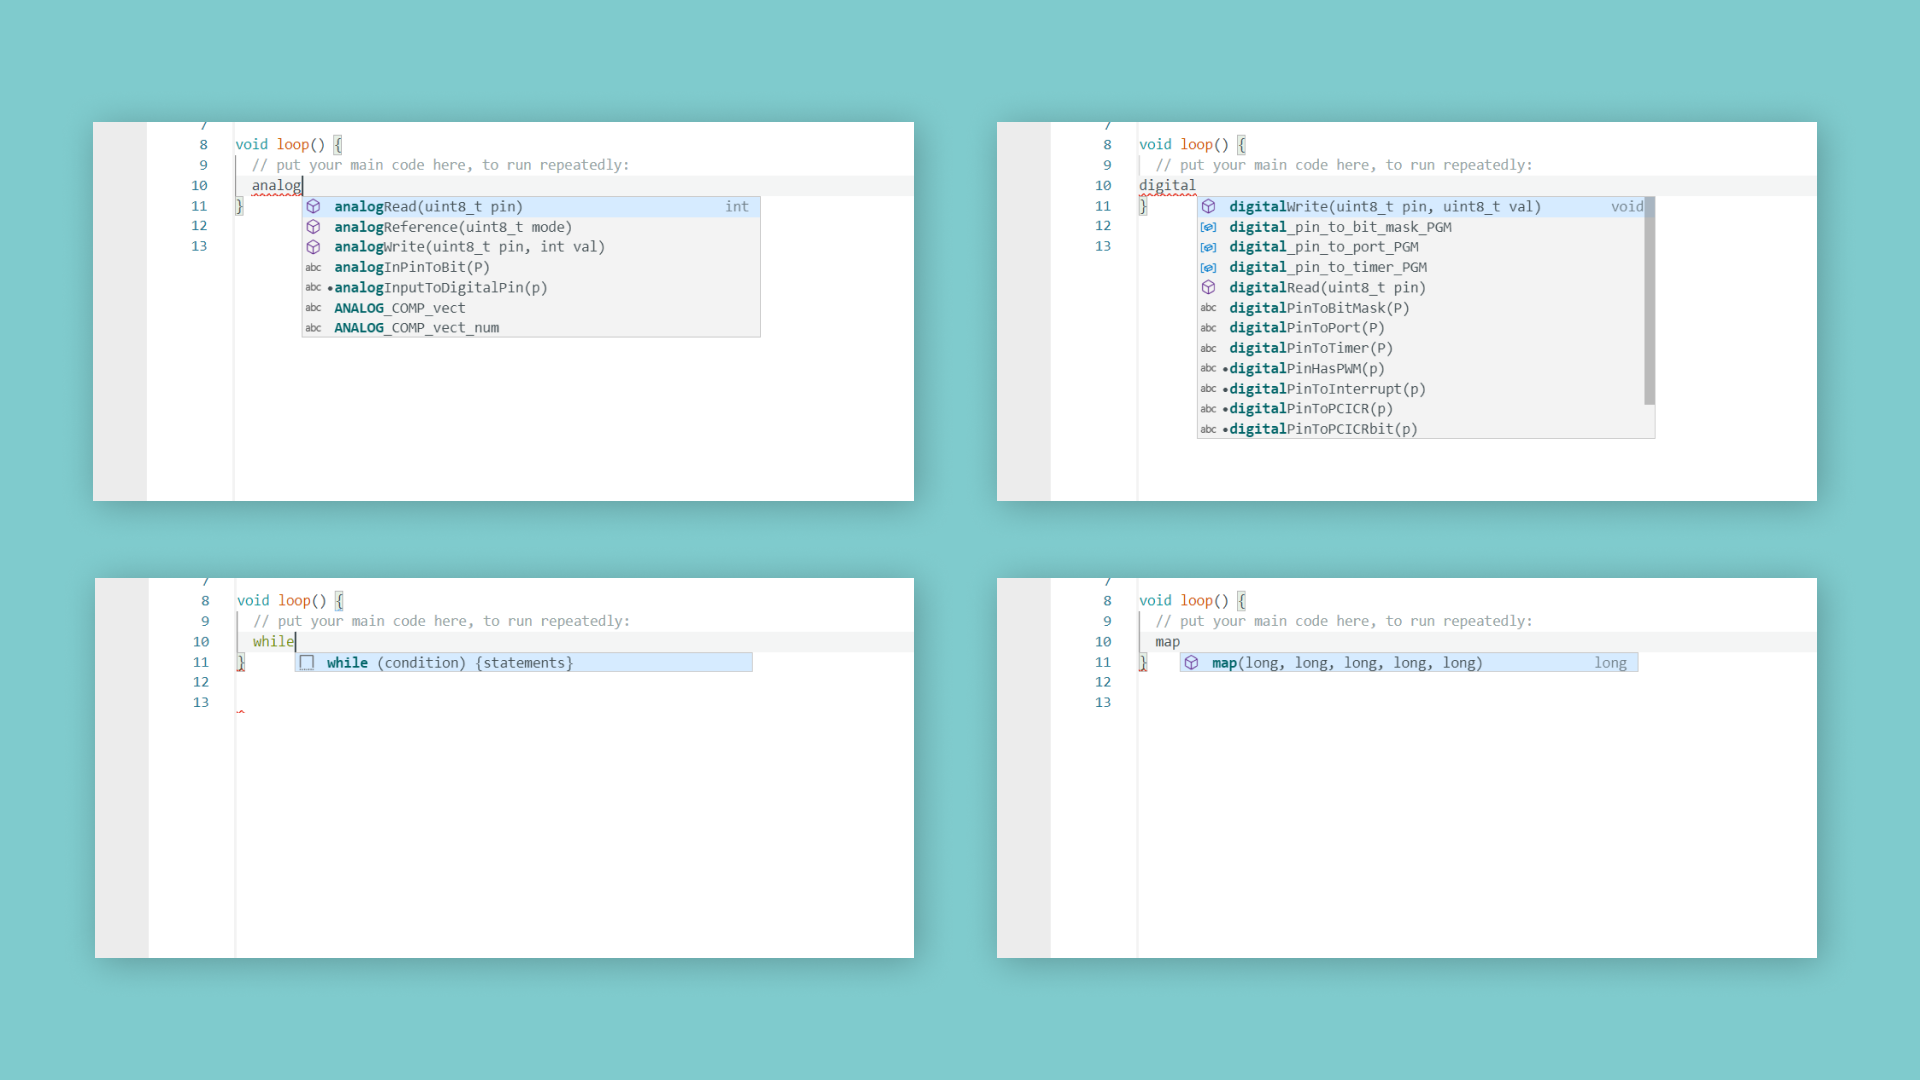 7
8 void loop() {
9 // put your main code here, to run repeatedly:
10 analog
11 }
analogRead(uint8_t pin) int
12 analogReference(uint8_t mode)
13 analogWrite(uint8_t pin, int val)
abc analogInPinToBit(P)
abc •analogInputToDigitalPin(p)
abc ANALOG_COMP_vect
abc ANALOG_COMP_vect_num
7
8 void loop() {
9 // put your main code here, to run repeatedly:
10 digital
11 }
digitalWrite(uint8_t pin, uint8_t val) void
12 digital_pin_to_bit_mask_PGM
13 digital_pin_to_port_PGM
digital_pin_to_timer_PGM
digitalRead(uint8_t pin)
abc digitalPinToBitMask(P)
abc digitalPinToPort(P)
abc digitalPinToTimer(P)
abc •digitalPinHasPWM(p)
abc •digitalPinToInterrupt(p)
abc •digitalPinToPCICR(p)
abc •digitalPinToPCICRbit(p)
7
8 void loop() {
9 // put your main code here, to run repeatedly:
10 while
11 }
while (condition) {statements}
12
13
7
8 void loop() {
9 // put your main code here, to run repeatedly:
10 map
11 }
map(long, long, long, long, long) long
12
13